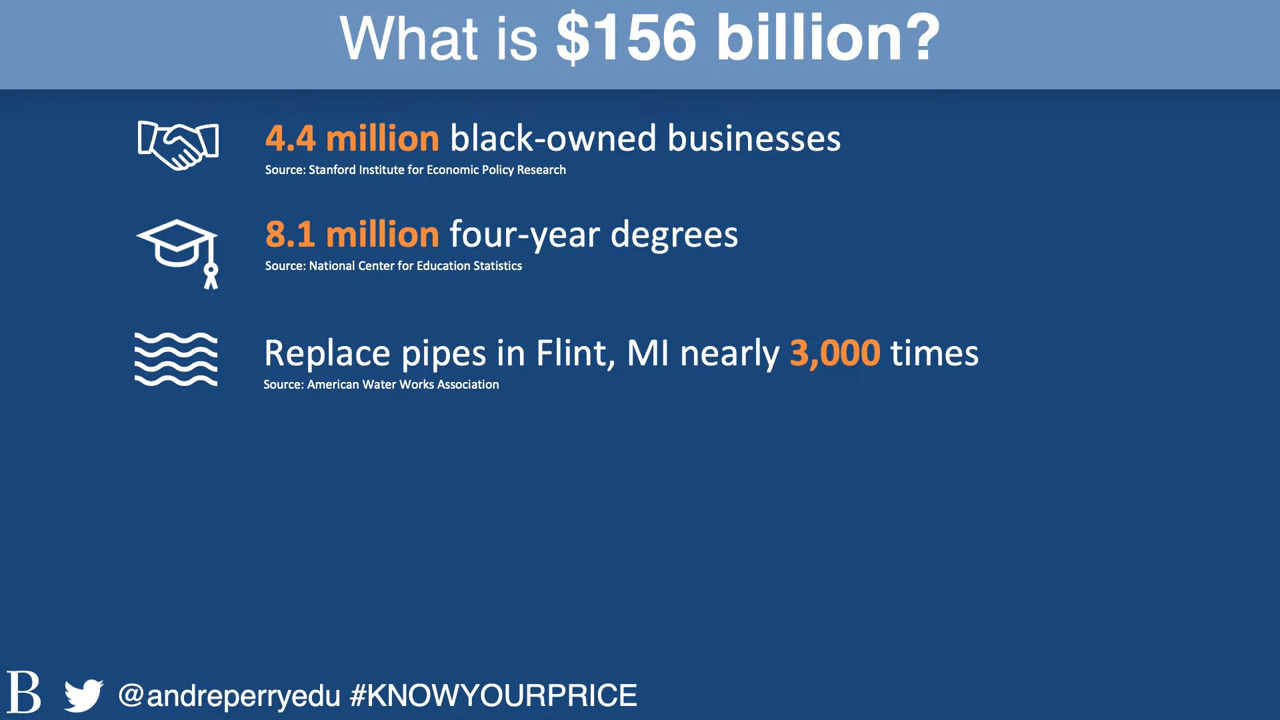 What is $156 billion?
4.4 million black-owned businesses
Source: Stanford Institute for Economic Policy Research
8.1 million four-year degrees
Source: National Center for Education Statistics
Replace pipes in Flint, MI nearly 3,000 times
Source: American Water Works Association
B @andreperryedu #KNOWYOURPRICE